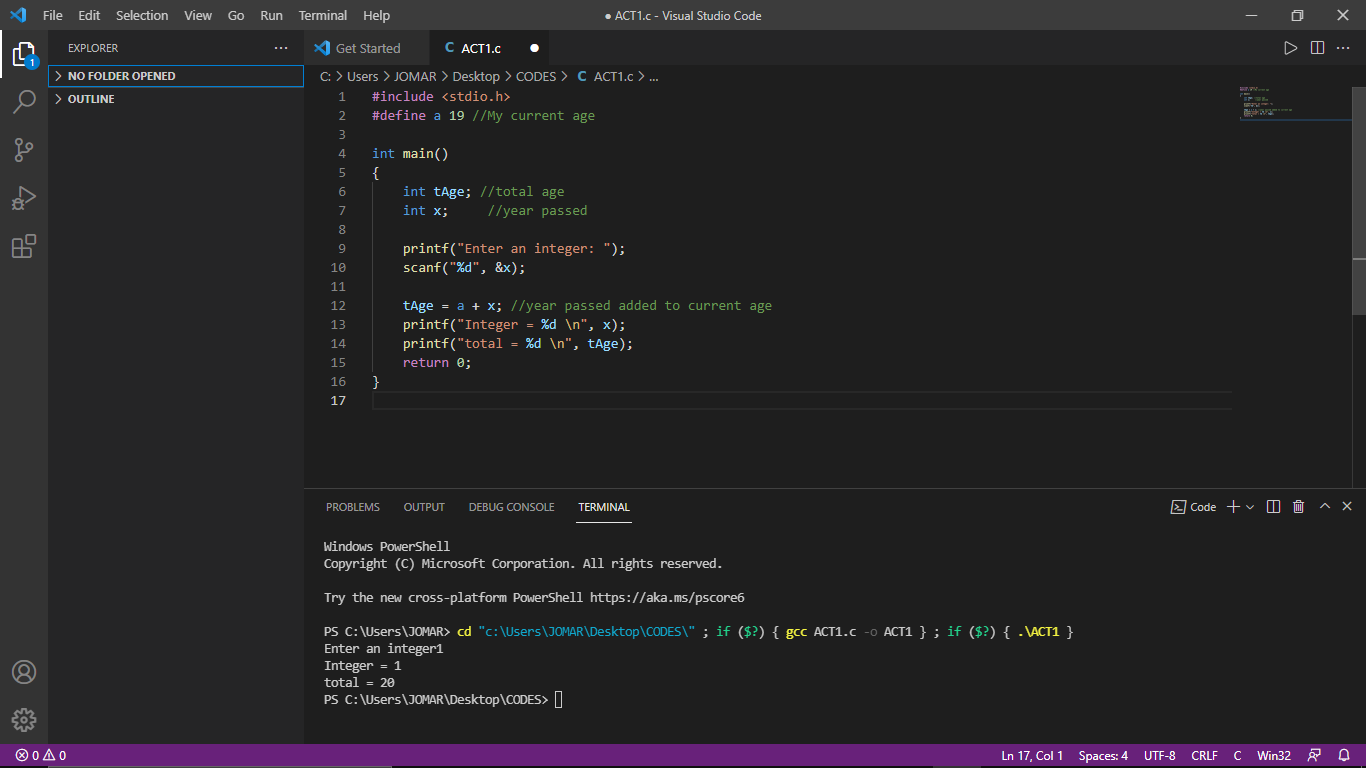 File Edit Selection View Go Run Terminal Help ● ACT1.c - Visual Studio Code
EXPLORER ···
NO FOLDER OPENED
OUTLINE
1
Get Started C ACT1.c ●
C: > Users > JOMAR > Desktop > CODES > C ACT1.c > ...
1 #include <stdio.h>
2 #define a 19 //My current age
3
4 int main()
5 {
6     int tAge; //total age
7     int x;     //year passed
8
9     printf("Enter an integer: ");
10     scanf("%d", &x);
11
12     tAge = a + x; //year passed added to current age
13     printf("Integer = %d \n", x);
14     printf("total = %d \n", tAge);
15     return 0;
16 }
17
PROBLEMS OUTPUT DEBUG CONSOLE TERMINAL Code
Windows PowerShell
Copyright (C) Microsoft Corporation. All rights reserved.
Try the new cross-platform PowerShell https://aka.ms/pscore6
PS C:\Users\JOMAR> cd "c:\Users\JOMAR\Desktop\CODES\" ; if ($?) { gcc ACT1.c -o ACT1 } ; if ($?) { .\ACT1 }
Enter an integer1
Integer = 1
total = 20
PS C:\Users\JOMAR\Desktop\CODES>
0 0 Ln 17, Col 1 Spaces: 4 UTF-8 CRLF C Win32